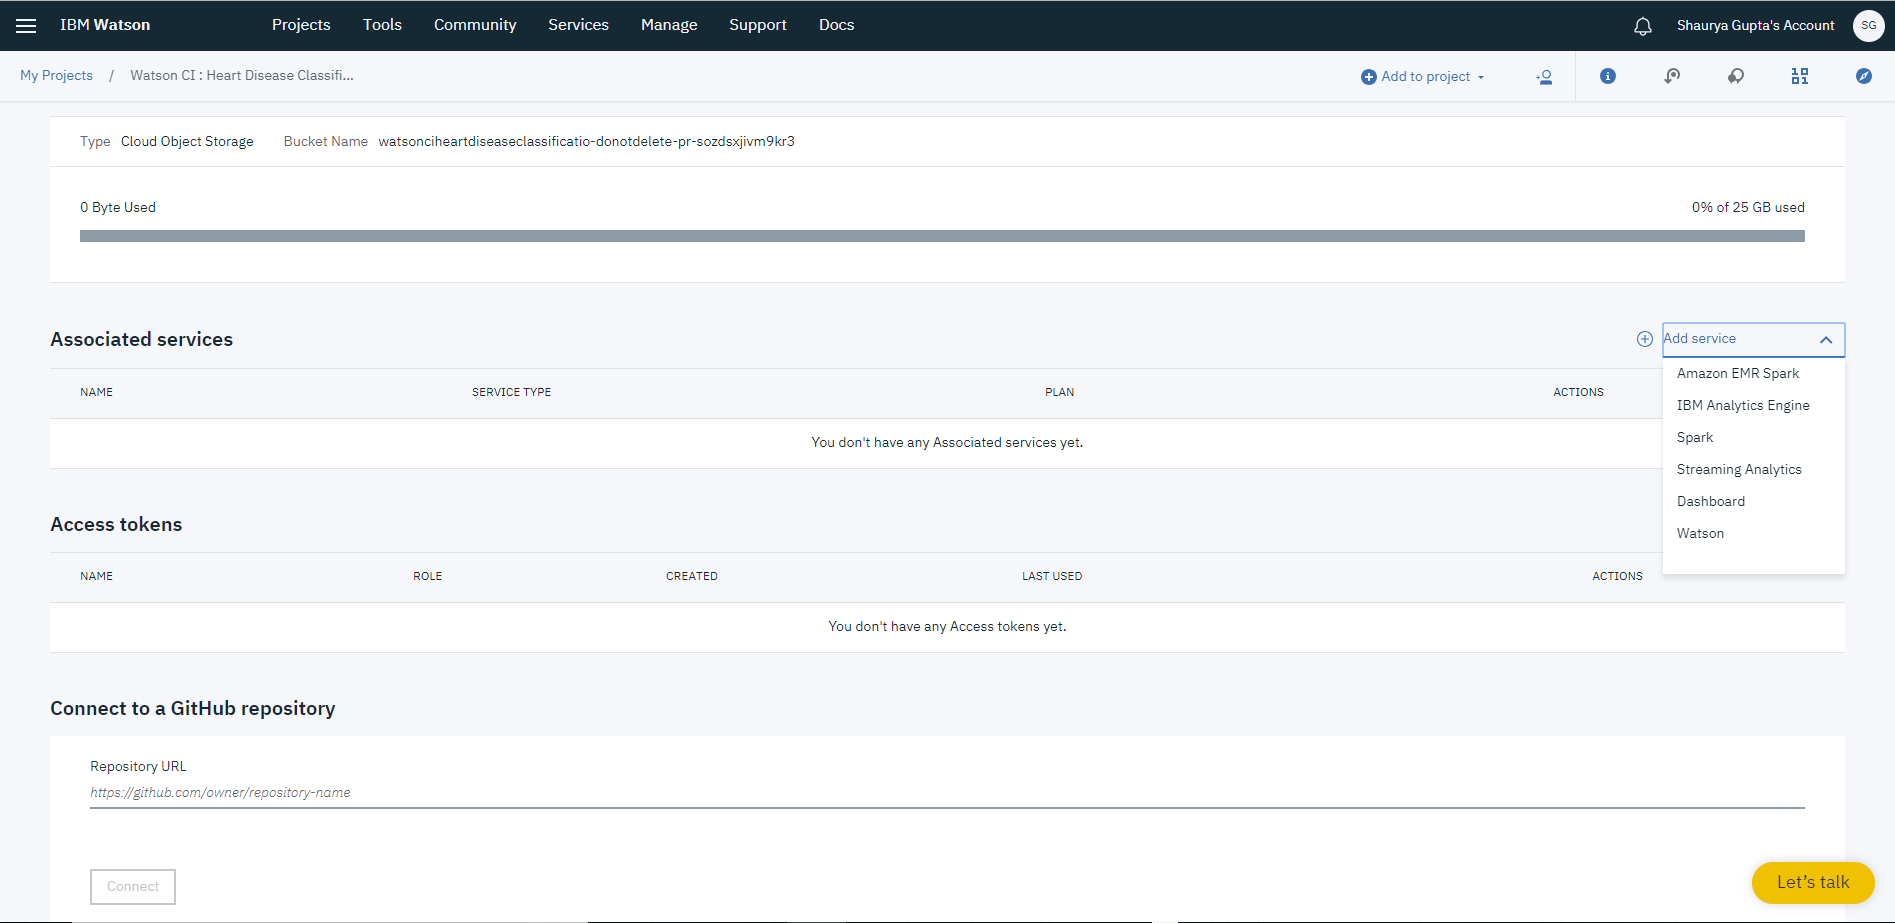 IBM Watson Projects Tools Community Services Manage Support Docs Shaurya Gupta's Account SG
My Projects / Watson CI : Heart Disease Classifi... Add to project
Type Cloud Object Storage Bucket Name watsonciheartdiseaseclassificatio-donotdelete-pr-sozdsxjivm9kr3
0 Byte Used 0% of 25 GB used
Associated services Add service
NAME SERVICE TYPE PLAN ACTIONS
You don't have any Associated services yet.
Amazon EMR Spark
IBM Analytics Engine
Spark
Streaming Analytics
Dashboard
Watson
Access tokens
NAME ROLE CREATED LAST USED ACTIONS
You don't have any Access tokens yet.
Connect to a GitHub repository
Repository URL
https://github.com/owner/repository-name
Connect
Let's talk